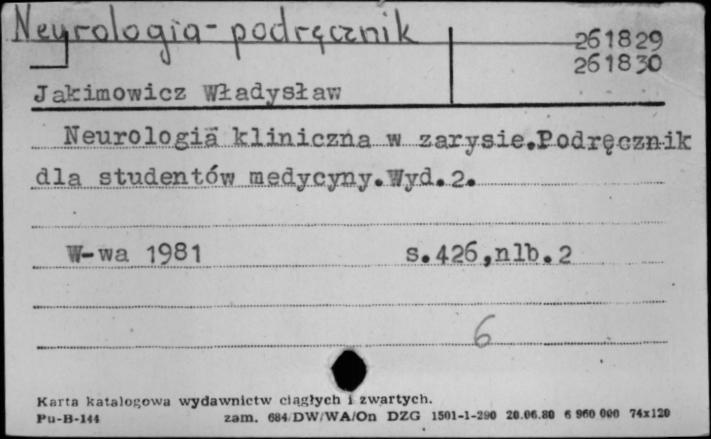 Neurologia - podręcznik
261829
261830
Jakimowicz Władysław
Neurologia kliniczna w zarysie.Podręcznik
dla studentów medycyny.Wyd.2.
W-wa 1981 s.426,nlb.2
6
Karta katalogowa wydawnictw ciągłych i zwartych.
Pu-B-144 zam. 684/DW/WA/On DZG 1501-1-290 20.06.80 6 960 000 74x120